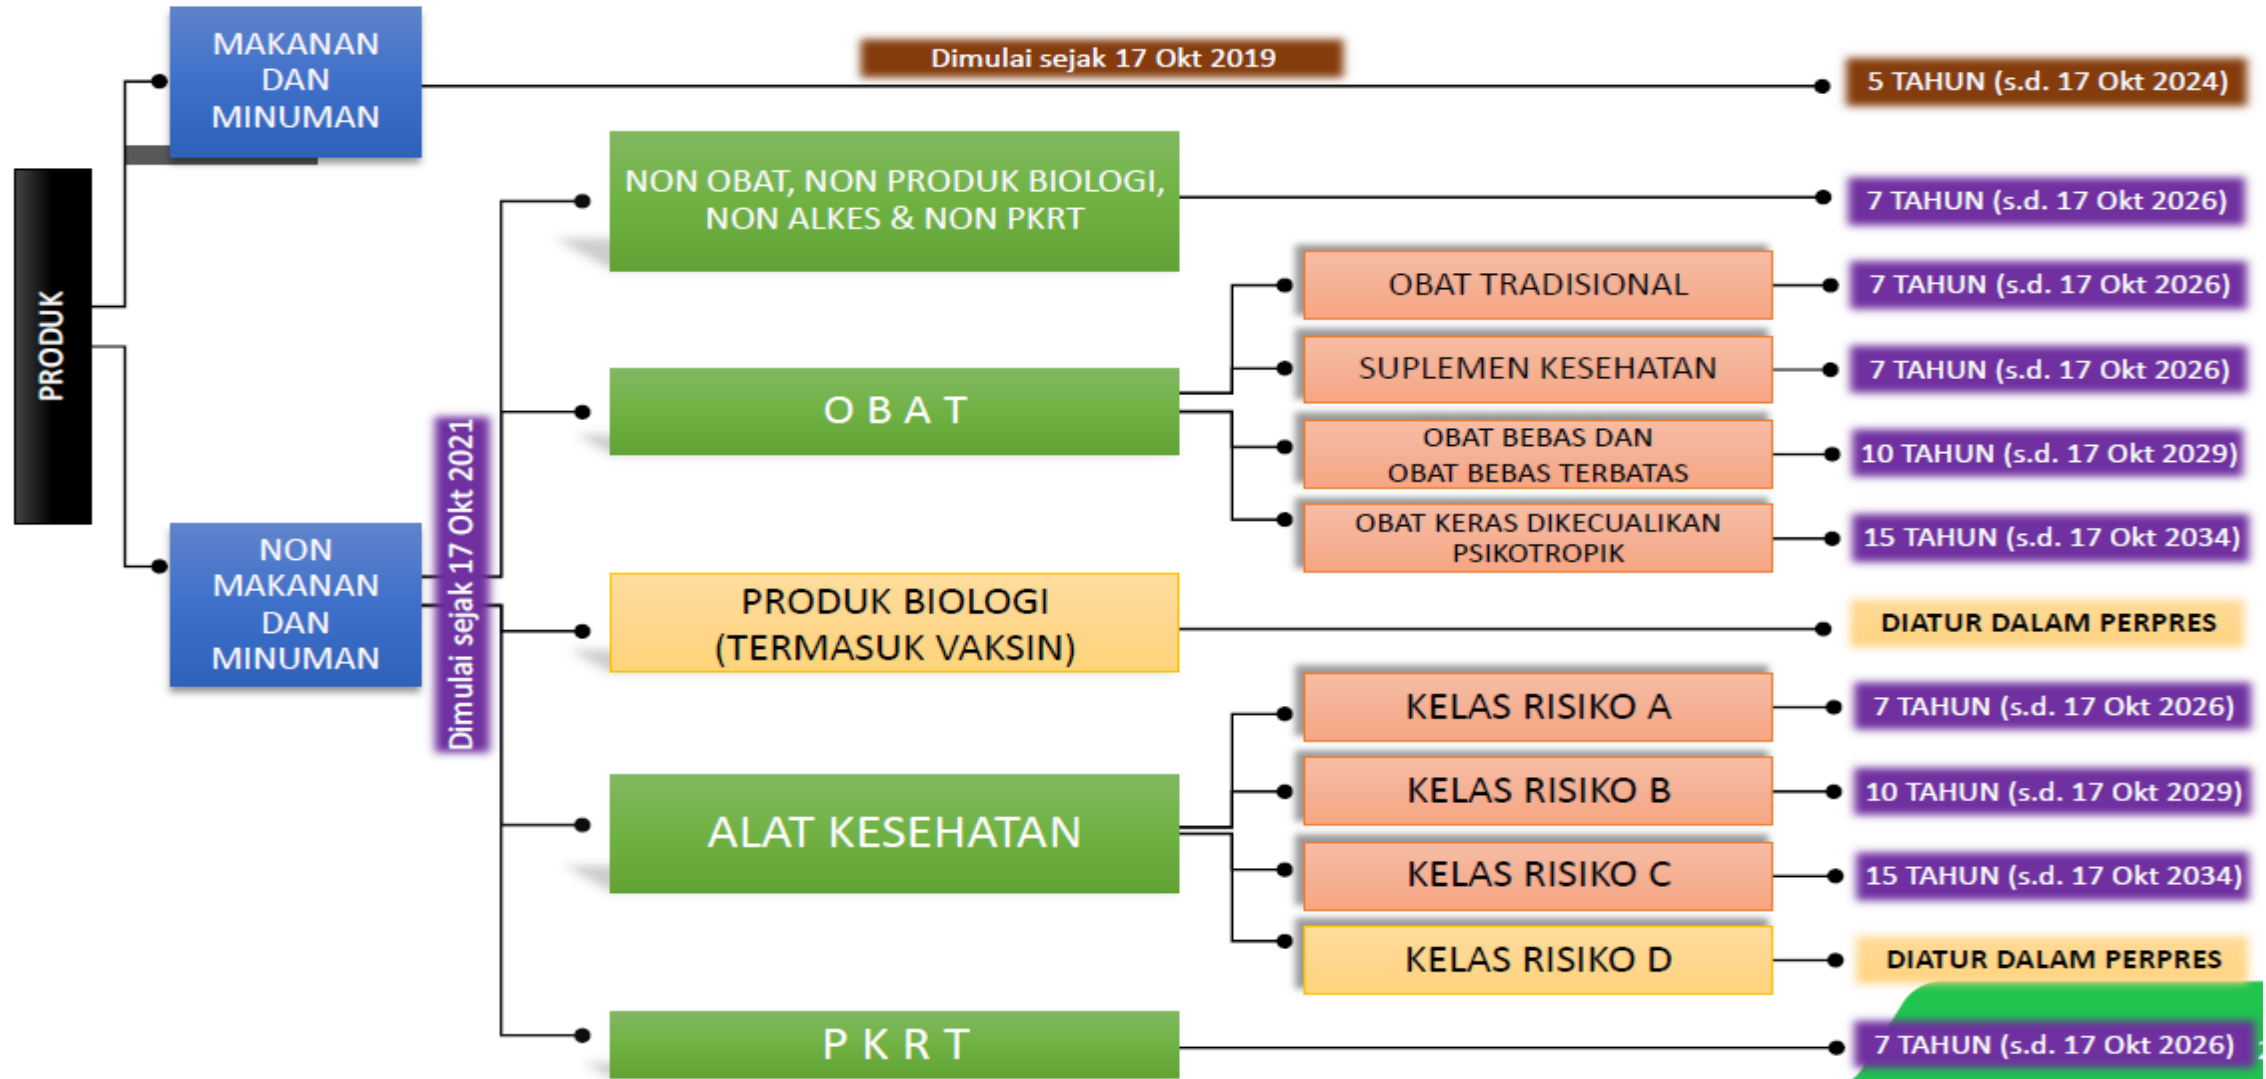 PRODUK
MAKANAN
DAN
MINUMAN
Dimulai sejak 17 Okt 2019
5 TAHUN (s.d. 17 Okt 2024)
NON
MAKANAN
DAN
MINUMAN
Dimulai sejak 17 Okt 2021
NON OBAT, NON PRODUK BIOLOGI,
NON ALKES & NON PKRT
7 TAHUN (s.d. 17 Okt 2026)
O B A T
OBAT TRADISIONAL
7 TAHUN (s.d. 17 Okt 2026)
SUPLEMEN KESEHATAN
7 TAHUN (s.d. 17 Okt 2026)
OBAT BEBAS DAN
OBAT BEBAS TERBATAS
10 TAHUN (s.d. 17 Okt 2029)
OBAT KERAS DIKECUALIKAN
PSIKOTROPIK
15 TAHUN (s.d. 17 Okt 2034)
PRODUK BIOLOGI
(TERMASUK VAKSIN)
DIATUR DALAM PERPRES
ALAT KESEHATAN
KELAS RISIKO A
7 TAHUN (s.d. 17 Okt 2026)
KELAS RISIKO B
10 TAHUN (s.d. 17 Okt 2029)
KELAS RISIKO C
15 TAHUN (s.d. 17 Okt 2034)
KELAS RISIKO D
DIATUR DALAM PERPRES
P K R T
7 TAHUN (s.d. 17 Okt 2026)